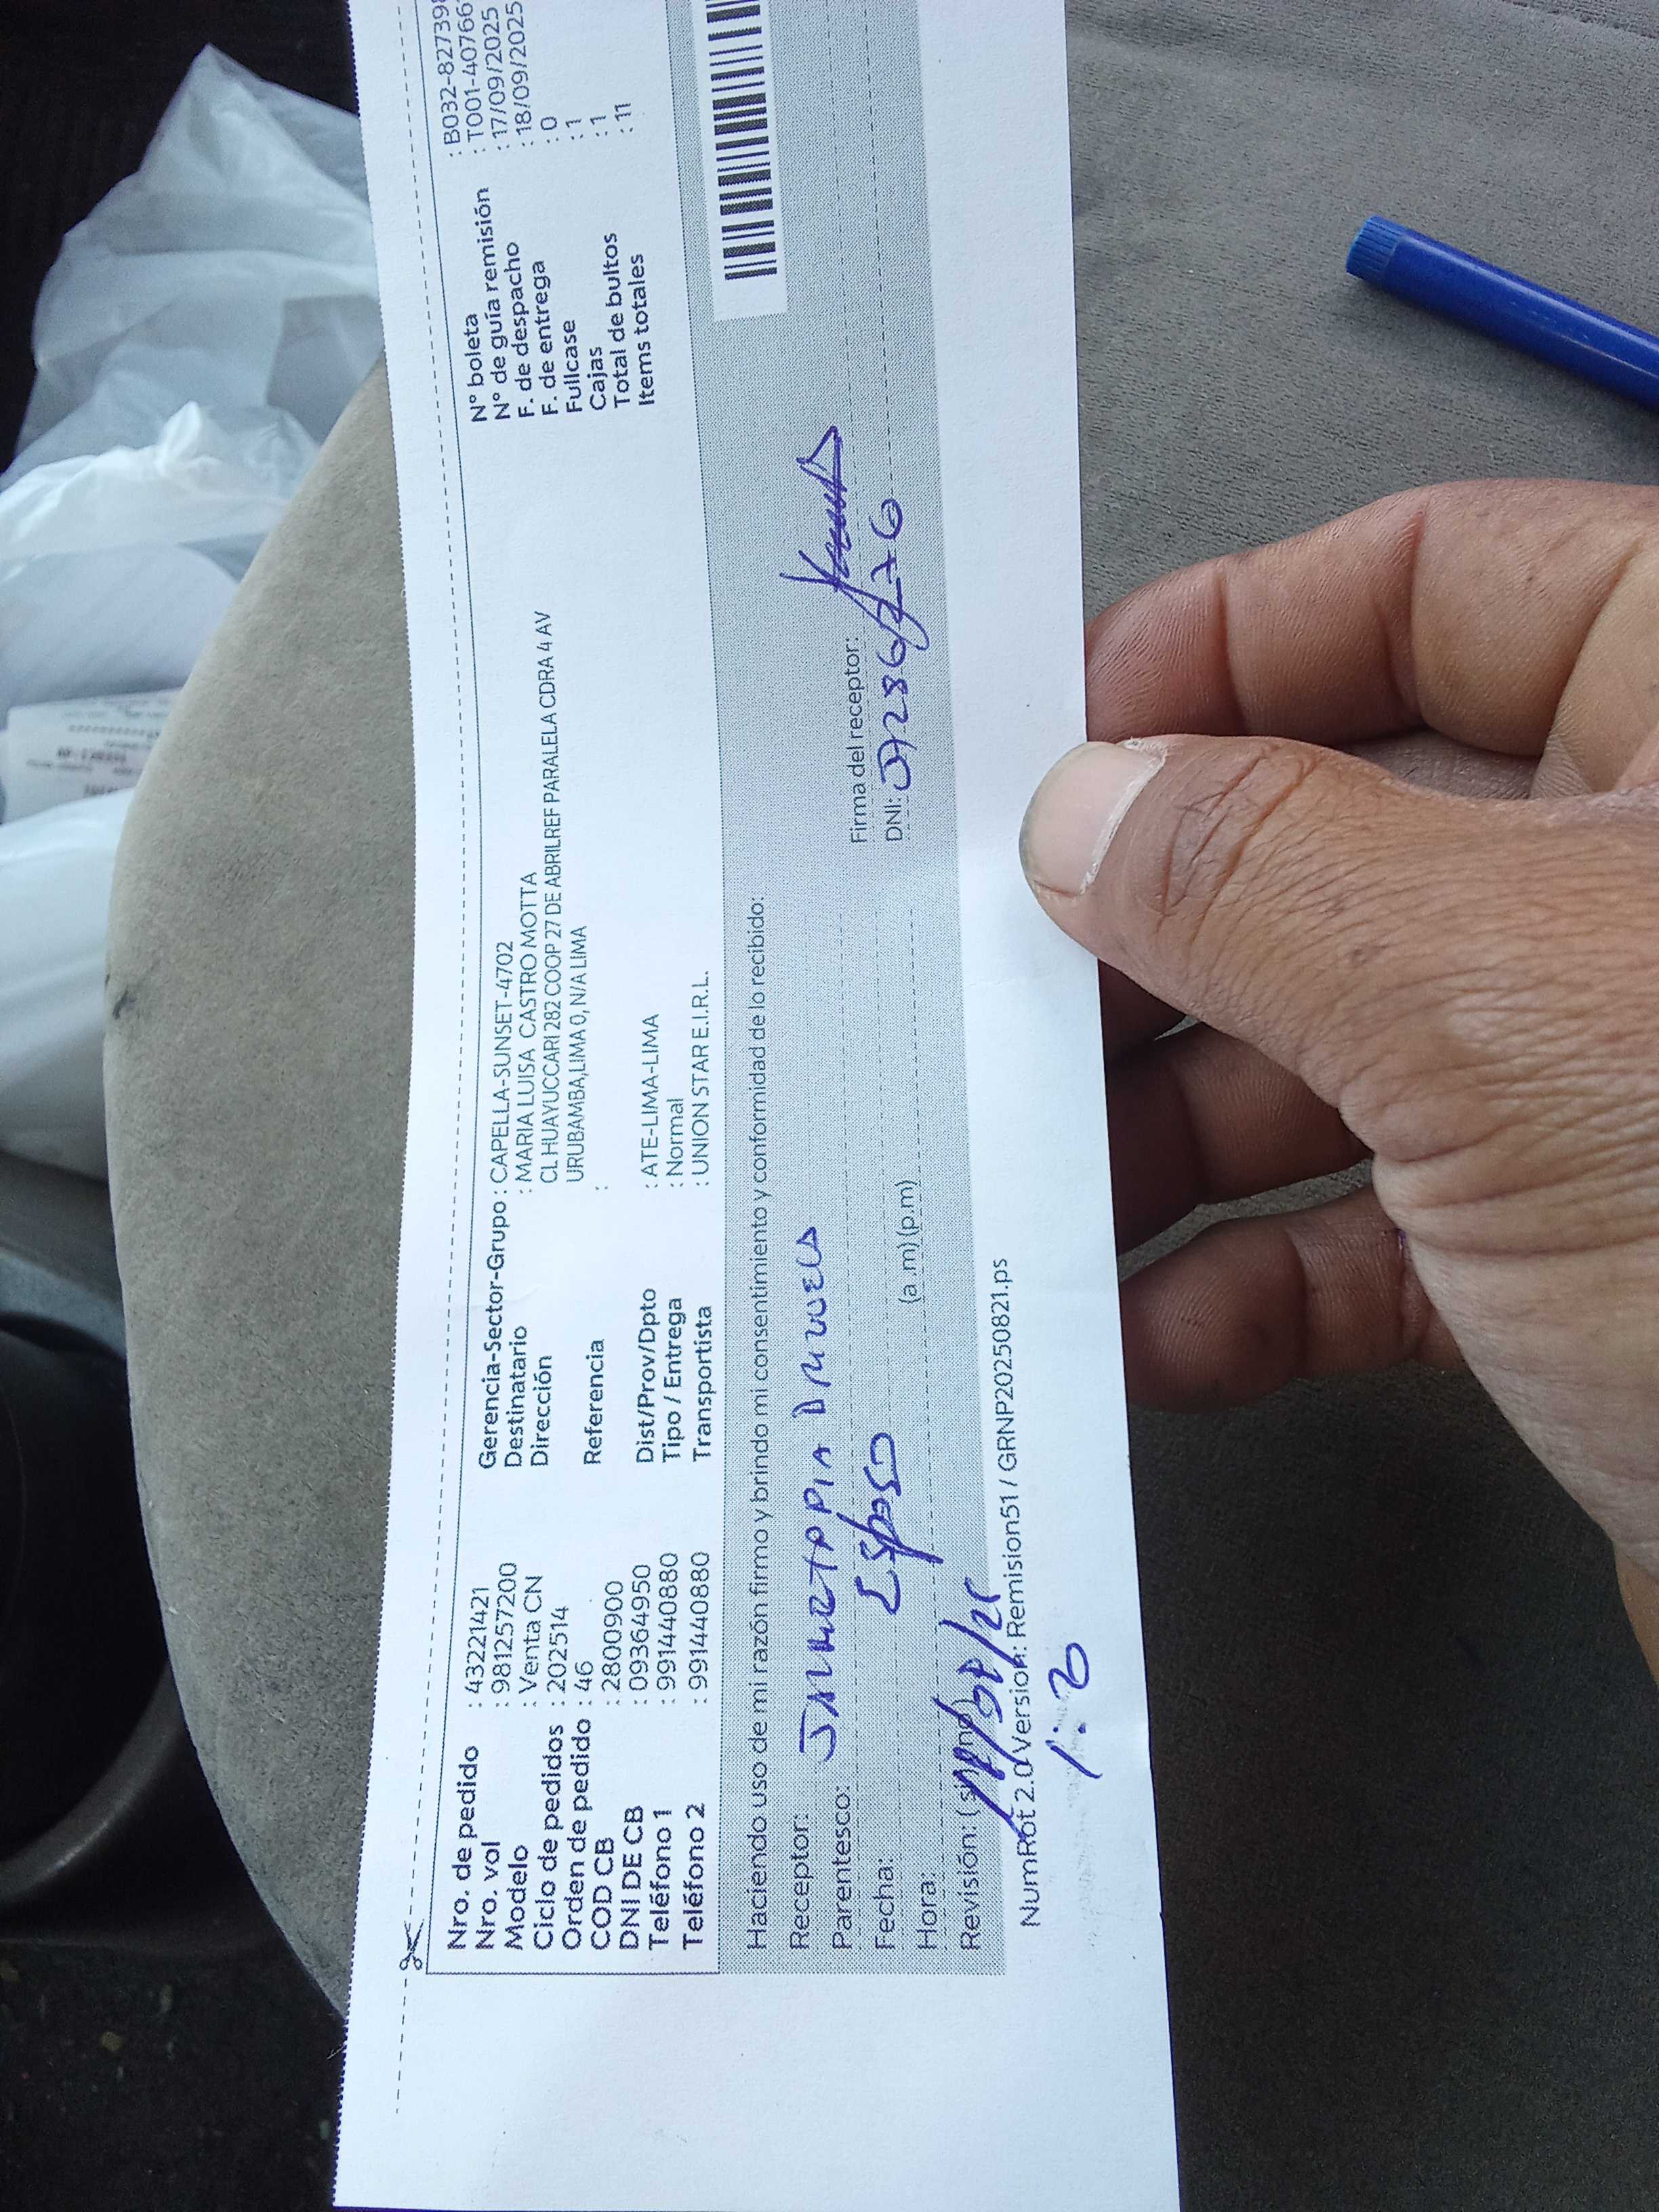 Nro. de pedido : 432221421
Nro. vol : 981257200
Modelo : Venta CN
Ciclo de pedidos : 202514
Orden de pedido : 46
COD CB : 2800900
DNI DE CB : 09364950
Teléfono 1 : 991440880
Teléfono 2 : 991440880
Gerencia-Sector-Grupo : CAPELLA-SUNSET-4702
Destinatario : MARIA LUISA CASTRO MOTTA
Dirección CL HUAYUCCARI 282 COOP 27 DE ABRILREF PARALELA CDRA 4 AV
URUBAMBA,LIMA 0, N/A LIMA
Referencia :
Dist/Prov/Dpto : ATE-LIMA-LIMA
Tipo / Entrega : Normal
Transportista : UNION STAR E.I.R.L.
N° boleta : B032-82739
N° de guía remisión : T001-40766
F. de despacho : 17/09/2025
F. de entrega : 18/09/2025
Fullcase : 0
Cajas : 1
Total de bultos : 1
Items totales : 11
Haciendo uso de mi razón firmo y brindo mi consentimiento y conformidad de lo recibido:
Receptor:
Parentesco: Esposo
Fecha:
Hora: (a.m) (p.m)
Revisión:
Firma del receptor:
DNI:
NumRot 2.0 Version: Remision51 / GRNP20250821.ps